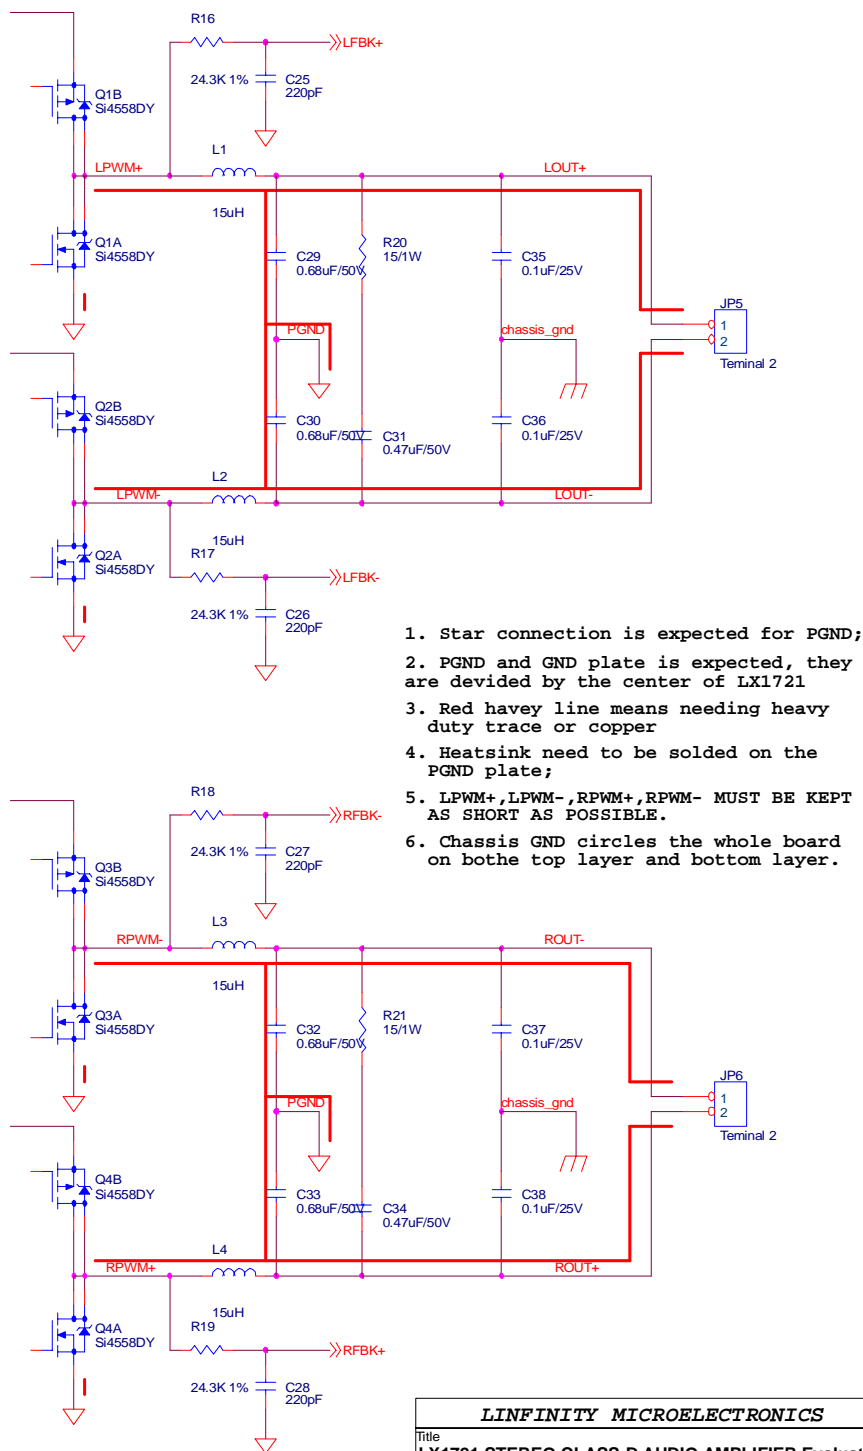 R16
LFBK+
24.3K 1%
C25
220pF
Q1B
Si4558DY
L1
LPWM+
LOUT+
15uH
Q1A
Si4558DY
C29
0.68uF/50V
R20
15/1W
C35
0.1uF/25V
JP5
PGND
chassis_gnd
1
2
Teminal 2
Q2B
Si4558DY
C30
0.68uF/50V
C31
0.47uF/50V
C36
0.1uF/25V
L2
LPWM-
LOUT-
15uH
Q2A
Si4558DY
R17
LFBK-
24.3K 1%
C26
220pF
1. Star connection is expected for PGND;
2. PGND and GND plate is expected, they
are devided by the center of LX1721
3. Red havey line means needing heavy
duty trace or copper
4. Heatsink need to be solded on the
PGND plate;
5. LPWM+,LPWM-,RPWM+,RPWM- MUST BE KEPT
AS SHORT AS POSSIBLE.
6. Chassis GND circles the whole board
on bothe top layer and bottom layer.
R18
RFBK-
24.3K 1%
C27
220pF
Q3B
Si4558DY
L3
RPWM-
ROUT-
15uH
Q3A
Si4558DY
C32
0.68uF/50V
R21
15/1W
C37
0.1uF/25V
JP6
PGND
chassis_gnd
1
2
Teminal 2
Q4B
Si4558DY
C33
0.68uF/50V
C34
0.47uF/50V
C38
0.1uF/25V
L4
RPWM+
ROUT+
15uH
Q4A
Si4558DY
R19
RFBK+
24.3K 1%
C28
220pF
LINFINITY MICROELECTRONICS
Title
STEREO CLASS-D AUDIO AMPLIFIER